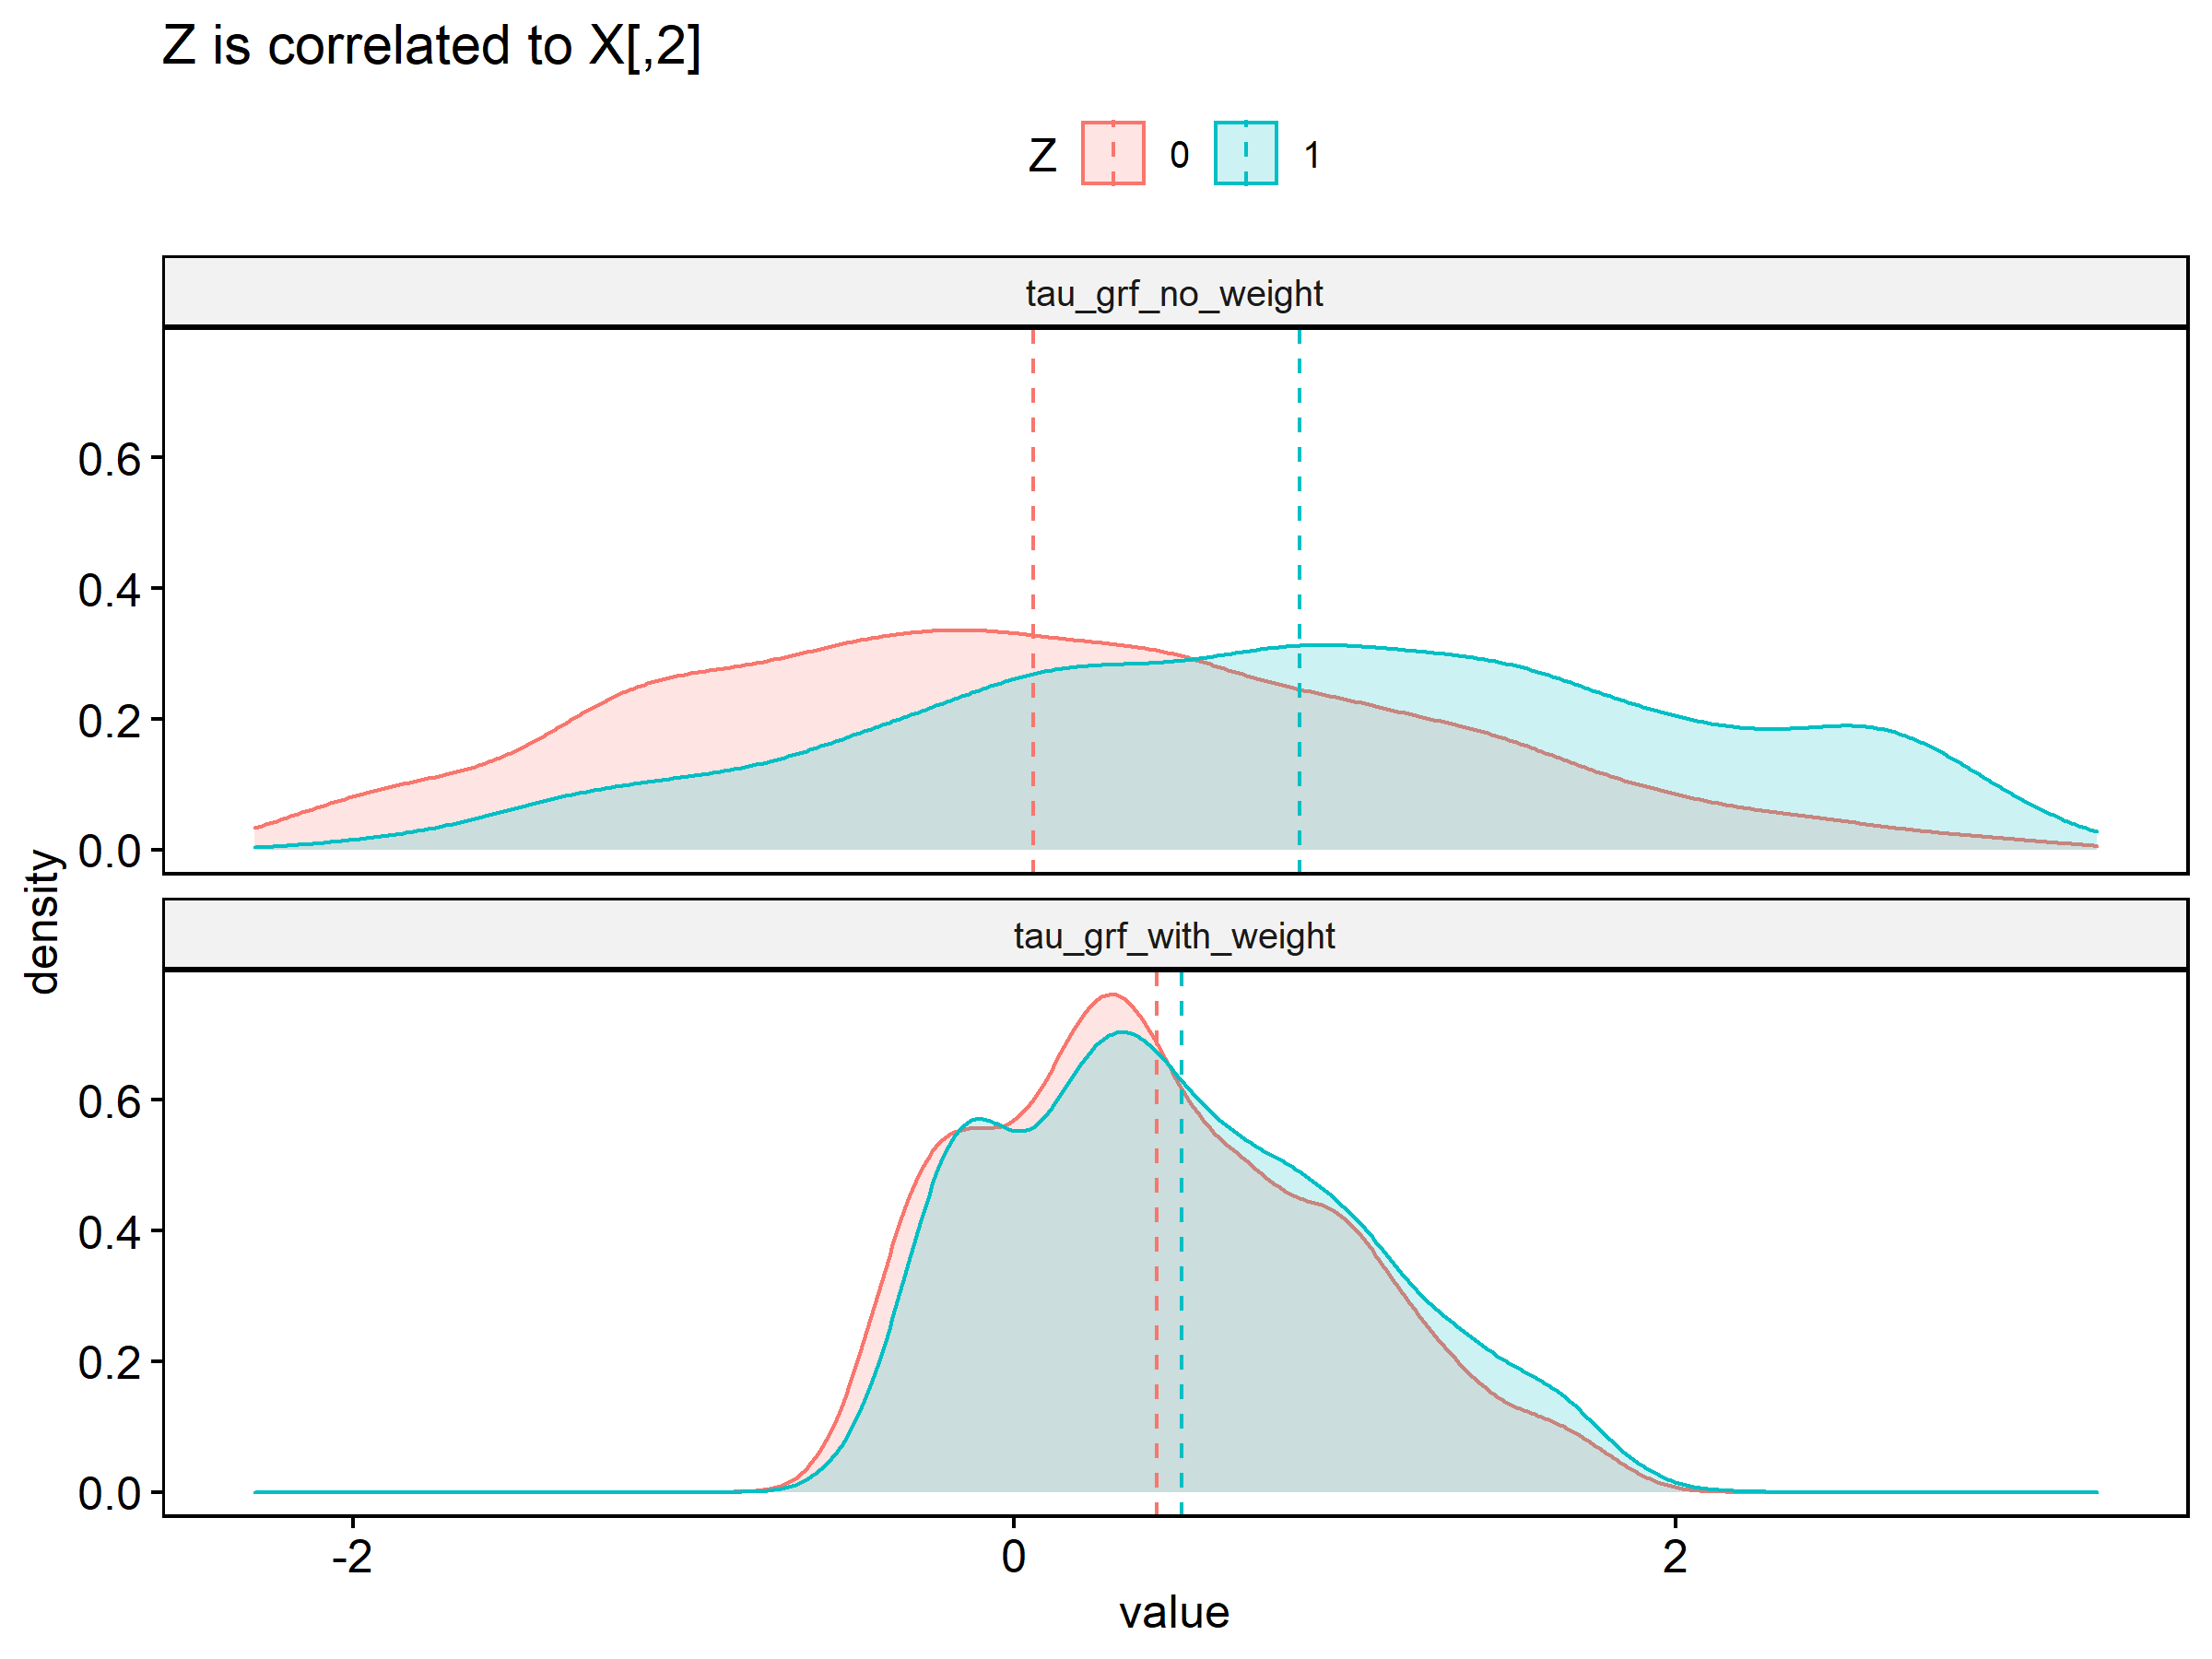 Z is correlated to X[,2]
Z 0 1
tau_grf_no_weight
0.6
0.4
0.2
0.0
density
tau_grf_with_weight
0.6
0.4
0.2
0.0
-2 0 2
value